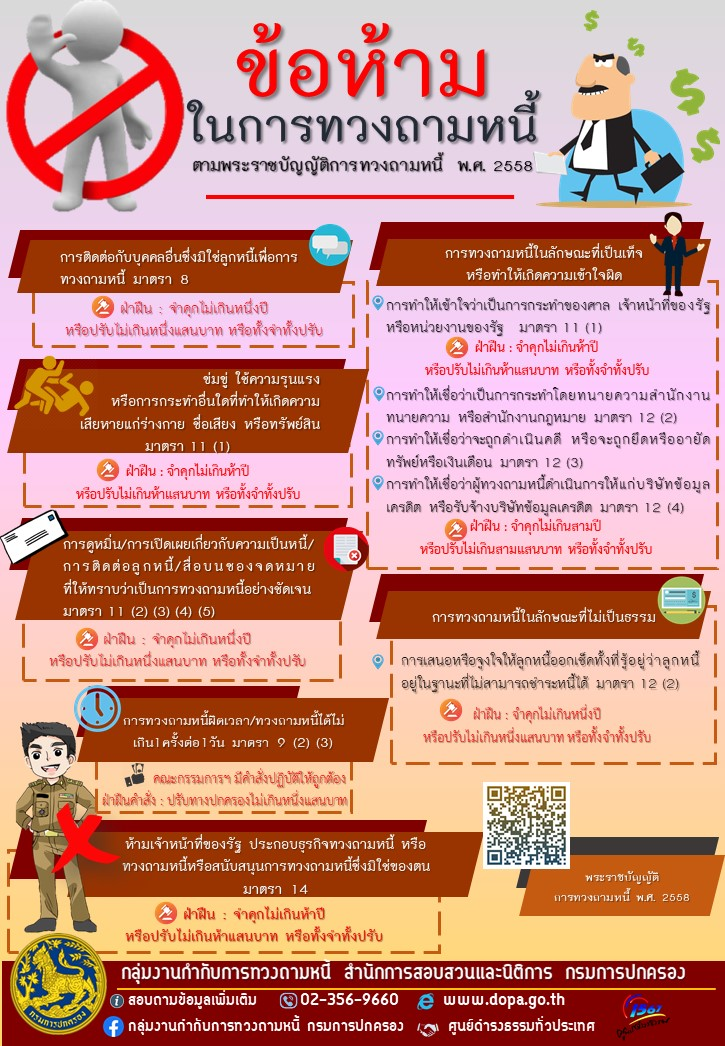 ข้อห้าม
ในการทวงถามหนี้
ตามพระราชบัญญัติการทวงถามหนี้ พ.ศ. 2558
การติดต่อกับบุคคลอื่นซึ่งมิใช่ลูกหนี้เพื่อการ
ทวงถามหนี้ มาตรา 8
ฝ่าฝืน : จำคุกไม่เกินหนึ่งปี
หรือปรับไม่เกินหนึ่งแสนบาท หรือทั้งจำทั้งปรับ
ข่มขู่ ใช้ความรุนแรง
หรือการกระทำอื่นใดที่ทำให้เกิดความ
เสียหายแก่ร่างกาย ชื่อเสียง หรือทรัพย์สิน
มาตรา 11 (1)
ฝ่าฝืน : จำคุกไม่เกินห้าปี
หรือปรับไม่เกินห้าแสนบาท หรือทั้งจำทั้งปรับ
การดูหมิ่น/การเปิดเผยเกี่ยวกับความเป็นหนี้/
การติดต่อลูกหนี้/สื่อบนของจดหมาย
ที่ให้ทราบว่าเป็นการทวงถามหนี้อย่างชัดเจน
มาตรา 11 (2) (3) (4) (5)
ฝ่าฝืน : จำคุกไม่เกินหนึ่งปี
หรือปรับไม่เกินหนึ่งแสนบาท หรือทั้งจำทั้งปรับ
การทวงถามหนี้ผิดเวลา/ทวงถามหนี้ได้ไม่
เกิน1ครั้งต่อ1วัน มาตรา 9 (2) (3)
คณะกรรมการฯ มีคำสั่งปฏิบัติให้ถูกต้อง
ฝ่าฝืนคำสั่ง : ปรับทางปกครองไม่เกินหนึ่งแสนบาท
ห้ามเจ้าหน้าที่ของรัฐ ประกอบธุรกิจทวงถามหนี้ หรือ
ทวงถามหนี้หรือสนับสนุนการทวงถามหนี้ซึ่งมิใช่ของตน
มาตรา 14
ฝ่าฝืน : จำคุกไม่เกินห้าปี
หรือปรับไม่เกินห้าแสนบาท หรือทั้งจำทั้งปรับ
การทวงถามหนี้ในลักษณะที่เป็นเท็จ
หรือทำให้เกิดความเข้าใจผิด
การทำให้เข้าใจว่าเป็นการกระทำของศาล เจ้าหน้าที่ของรัฐ
หรือหน่วยงานของรัฐ มาตรา 11 (1)
ฝ่าฝืน : จำคุกไม่เกินห้าปี
หรือปรับไม่เกินห้าแสนบาท หรือทั้งจำทั้งปรับ
การทำให้เชื่อว่าเป็นการกระทำโดยทนายความสำนักงาน
ทนายความ หรือสำนักงานกฎหมาย มาตรา 12 (2)
การทำให้เชื่อว่าจะถูกดำเนินคดี หรือจะถูกยึดหรืออายัด
ทรัพย์หรือเงินเดือน มาตรา 12 (3)
การทำให้เชื่อว่าผู้ทวงถามหนี้ดำเนินการให้แก่บริษัทข้อมูล
เครดิต หรือรับจ้างบริษัทข้อมูลเครดิต มาตรา 12 (4)
ฝ่าฝืน : จำคุกไม่เกินสามปี
หรือปรับไม่เกินสามแสนบาท หรือทั้งจำทั้งปรับ
การทวงถามหนี้ในลักษณะที่ไม่เป็นธรรม
การเสนอหรือจูงใจให้ลูกหนี้ออกเช็คทั้งที่รู้อยู่ว่าลูกหนี้
อยู่ในฐานะที่ไม่สามารถชำระหนี้ได้ มาตรา 12 (2)
ฝ่าฝืน : จำคุกไม่เกินหนึ่งปี
หรือปรับไม่เกินหนึ่งแสนบาท หรือทั้งจำทั้งปรับ
พระราชบัญญัติ
การทวงถามหนี้ พ.ศ. 2558
กลุ่มงานกำกับการทวงถามหนี้ สำนักการสอบสวนและนิติการ กรมการปกครอง
สอบถามข้อมูลเพิ่มเติม 02-356-9660 www.dopa.go.th
กลุ่มงานกำกับการทวงถามหนี้ กรมการปกครอง ศูนย์ดำรงธรรมทั่วประเทศ
กรมการปกครอง